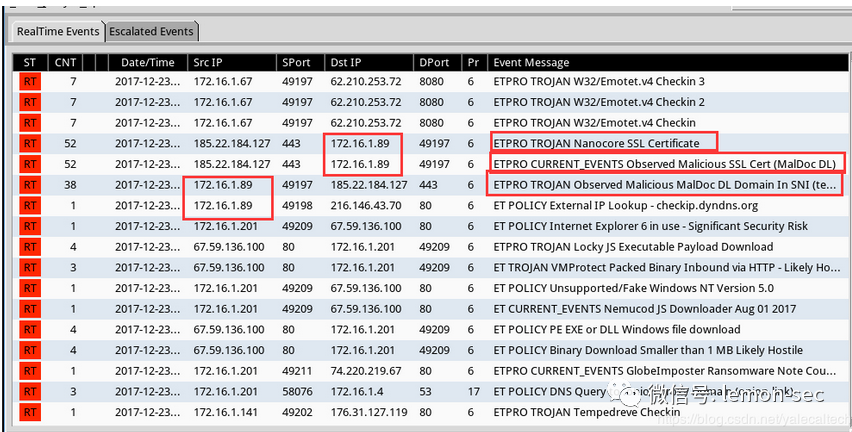 RealTime Events Escalated Events
ST CNT Date/Time Src IP SPort Dst IP DPort Pr Event Message
RT 7 2017-12-23... 172.16.1.67 49197 62.210.253.72 8080 6 ETPRO TROJAN W32/Emotet.v4 Checkin 3
RT 7 2017-12-23... 172.16.1.67 49197 62.210.253.72 8080 6 ETPRO TROJAN W32/Emotet.v4 Checkin 2
RT 7 2017-12-23... 172.16.1.67 49197 62.210.253.72 8080 6 ETPRO TROJAN W32/Emotet.v4 Checkin
RT 52 2017-12-23... 185.22.184.127 443 172.16.1.89 49197 6 ETPRO TROJAN Nanocore SSL Certificate
RT 52 2017-12-23... 185.22.184.127 443 172.16.1.89 49197 6 ETPRO CURRENT_EVENTS Observed Malicious SSL Cert (MalDoc DL)
RT 38 2017-12-23... 172.16.1.89 49197 185.22.184.127 443 6 ETPRO TROJAN Observed Malicious MalDoc DL Domain In SNI (te...
RT 1 2017-12-23... 172.16.1.89 49198 216.146.43.70 80 6 ET POLICY External IP Lookup - checkip.dyndns.org
RT 1 2017-12-23... 172.16.1.201 49209 67.59.136.100 80 6 ET POLICY Internet Explorer 6 in use - Significant Security Risk
RT 4 2017-12-23... 67.59.136.100 80 172.16.1.201 49209 6 ETPRO TROJAN Locky JS Executable Payload Download
RT 3 2017-12-23... 67.59.136.100 80 172.16.1.201 49209 6 ET TROJAN VMProtect Packed Binary Inbound via HTTP - Likely Ho...
RT 1 2017-12-23... 172.16.1.201 49209 67.59.136.100 80 6 ET POLICY Unsupported/Fake Windows NT Version 5.0
RT 1 2017-12-23... 172.16.1.201 49209 67.59.136.100 80 6 ET CURRENT_EVENTS Nemucod JS Downloader Aug 01 2017
RT 4 2017-12-23... 67.59.136.100 80 172.16.1.201 49209 6 ET POLICY PE EXE or DLL Windows file download
RT 4 2017-12-23... 67.59.136.100 80 172.16.1.201 49209 6 ET POLICY Binary Download Smaller than 1 MB Likely Hostile
RT 1 2017-12-23... 172.16.1.201 49211 74.220.219.67 80 6 ETPRO CURRENT_EVENTS GlobeImposter Ransomware Note Cou...
RT 3 2017-12-23... 172.16.1.201 58076 172.16.1.4 53 17 ET POLICY DNS Query
RT 1 2017-12-23... 172.16.1.141 49202 176.31.127.119 80 6 ETPRO TROJAN Tempedreve Checkin
微信号: lemon-sec
https://blog.csdn.net/yalecaltech